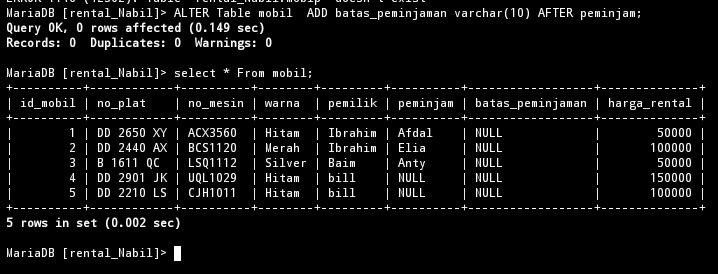 ERROR 1146 (42S02): Table 'rental_Nabil.mobilp' doesn't exist
MariaDB [rental_Nabil]> ALTER Table mobil  ADD batas_peminjaman varchar(10) AFTER peminjam;
Query OK, 0 rows affected (0.149 sec)
Records: 0  Duplicates: 0  Warnings: 0

MariaDB [rental_Nabil]> select * From mobil;
+----------+------------+----------+--------+---------+----------+------------------+--------------+
| id_mobil | no_plat    | no_mesin | warna  | pemilik | peminjam | batas_peminjaman | harga_rental |
+----------+------------+----------+--------+---------+----------+------------------+--------------+
|        1 | DD 2650 XY | ACX3560  | Hitam  | Ibrahim | Afdal    | NULL             |        50000 |
|        2 | DD 2440 AX | BCS1120  | Merah  | Ibrahim | Elia     | NULL             |       100000 |
|        3 | B 1611 QC  | LSQ1112  | Silver | Baim    | Anty     | NULL             |        50000 |
|        4 | DD 2901 JK | UQL1029  | Hitam  | bill    | NULL     | NULL             |       150000 |
|        5 | DD 2210 LS | CJH1011  | Hitam  | bill    | NULL     | NULL             |       100000 |
+----------+------------+----------+--------+---------+----------+------------------+--------------+
5 rows in set (0.002 sec)

MariaDB [rental_Nabil]>